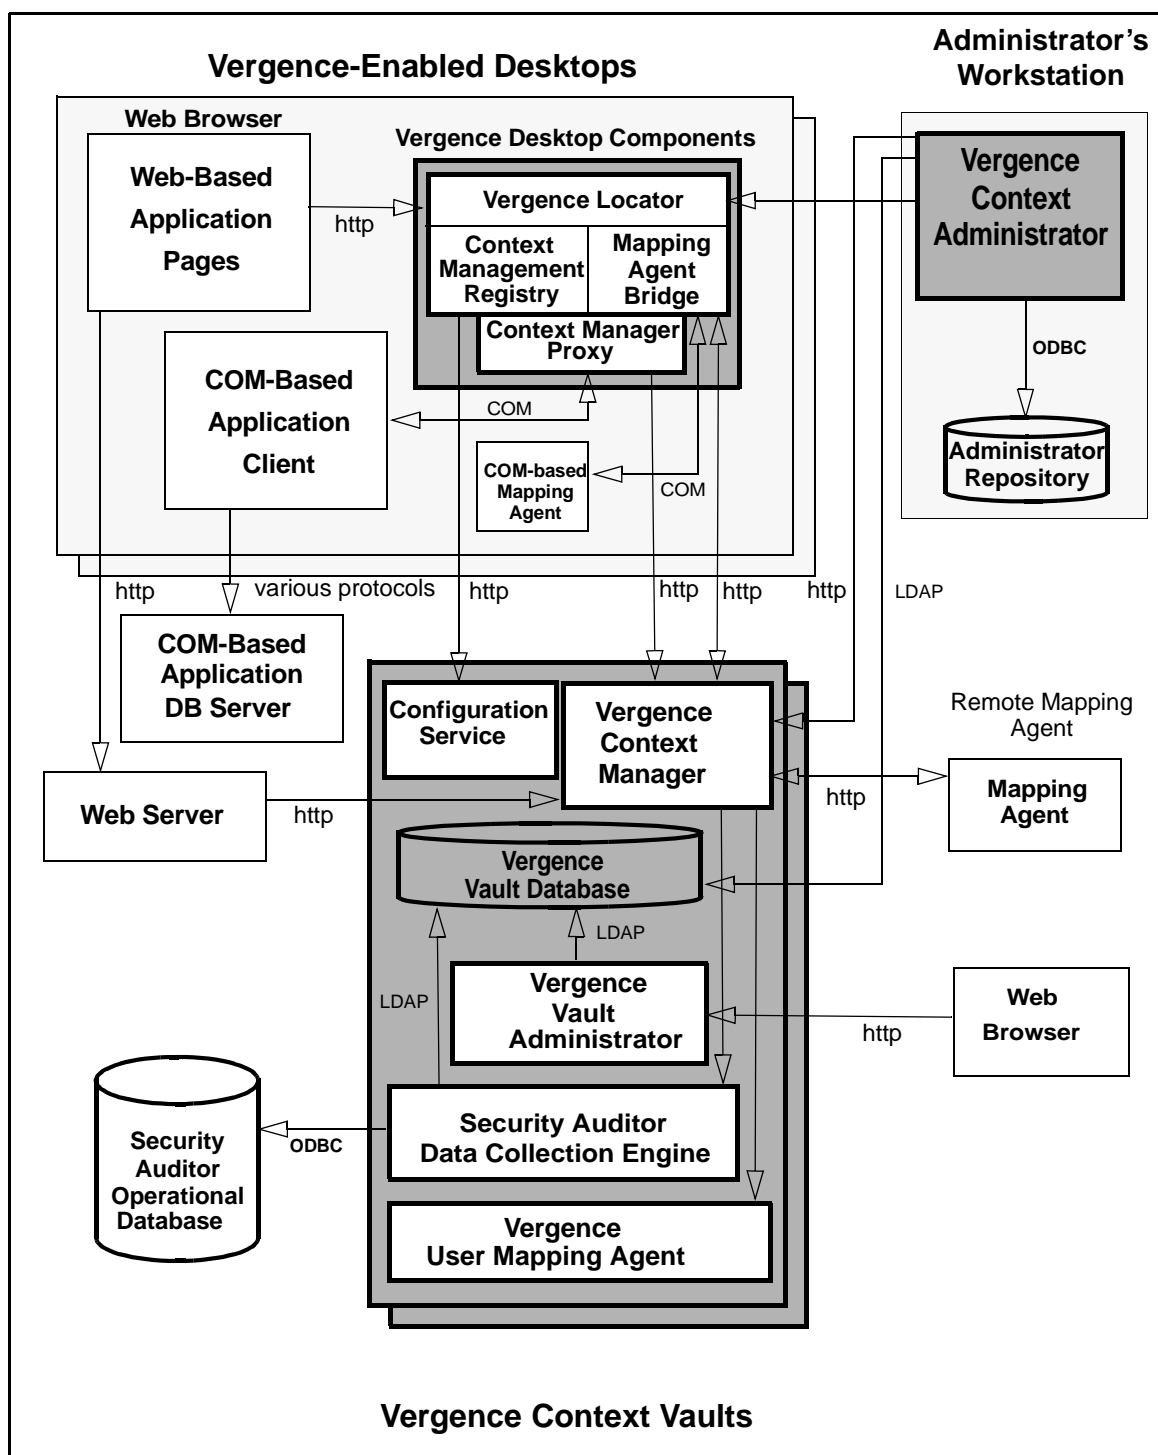 Vergence-Enabled Desktops
Administrator's
Workstation
Web Browser
Web-Based
Application
Pages
http
Vergence Desktop Components
Vergence Locator
Context
Management
Registry
Mapping
Agent
Bridge
Context Manager
Proxy
Vergence
Context
Administrator
ODBC
Administrator
Repository
COM-Based
Application
Client
COM
COM-based
Mapping
Agent
COM
http
various protocols
http
http
http
http
LDAP
COM-Based
Application
DB Server
Configuration
Service
Vergence
Context
Manager
Remote Mapping
Agent
Mapping
Agent
http
Web Server
http
Vergence
Vault Database
LDAP
LDAP
Vergence
Vault
Administrator
http
Web
Browser
Security Auditor
Data Collection Engine
ODBC
Security
Auditor
Operational
Database
Vergence
User Mapping Agent
Vergence Context Vaults